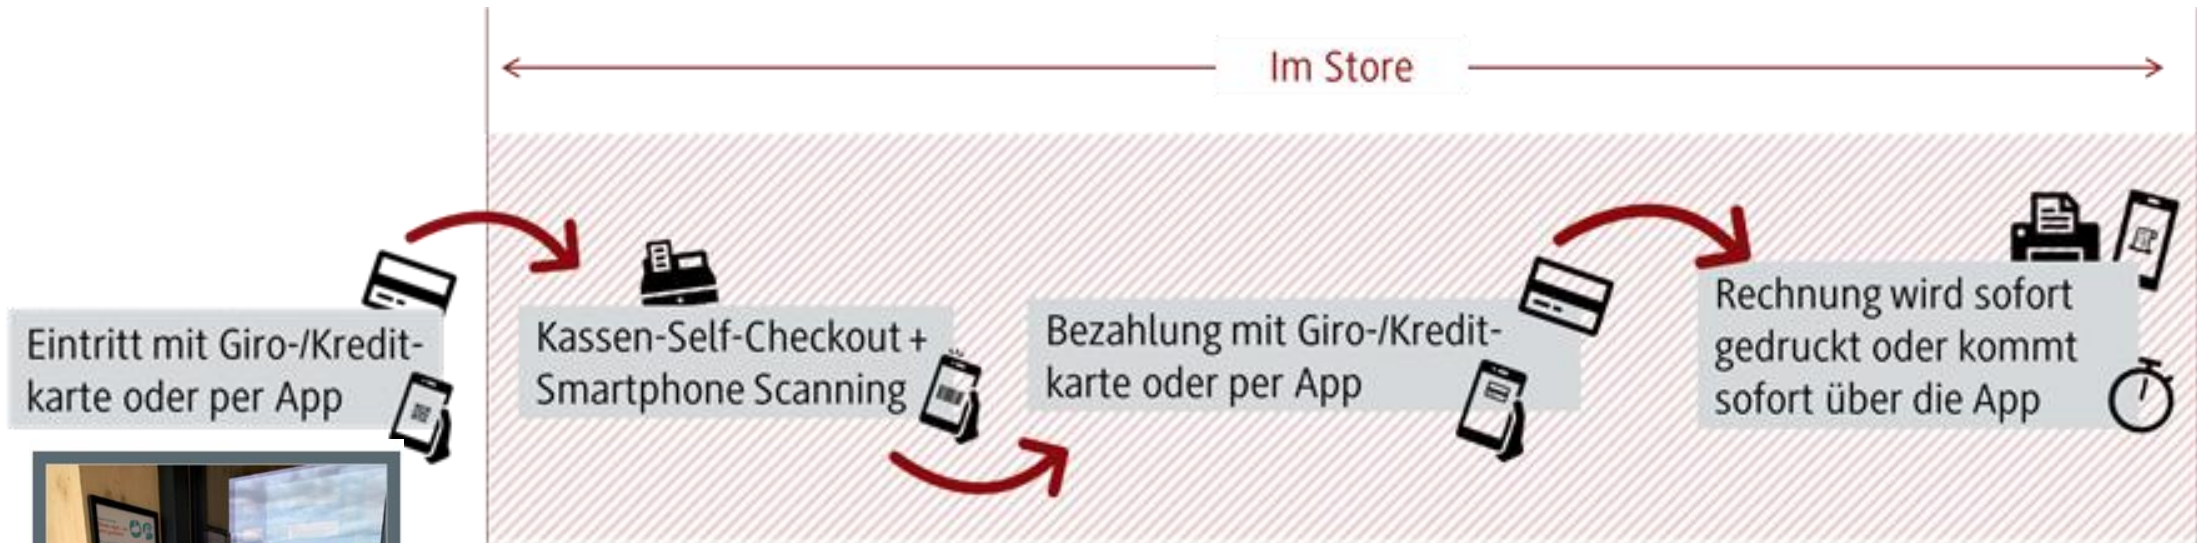 Im Store
Eintritt mit Giro-/Kredit-
karte oder per App
Kassen-Self-Checkout +
Smartphone Scanning
Bezahlung mit Giro-/Kredit-
karte oder per App
Rechnung wird sofort
gedruckt oder kommt
sofort über die App